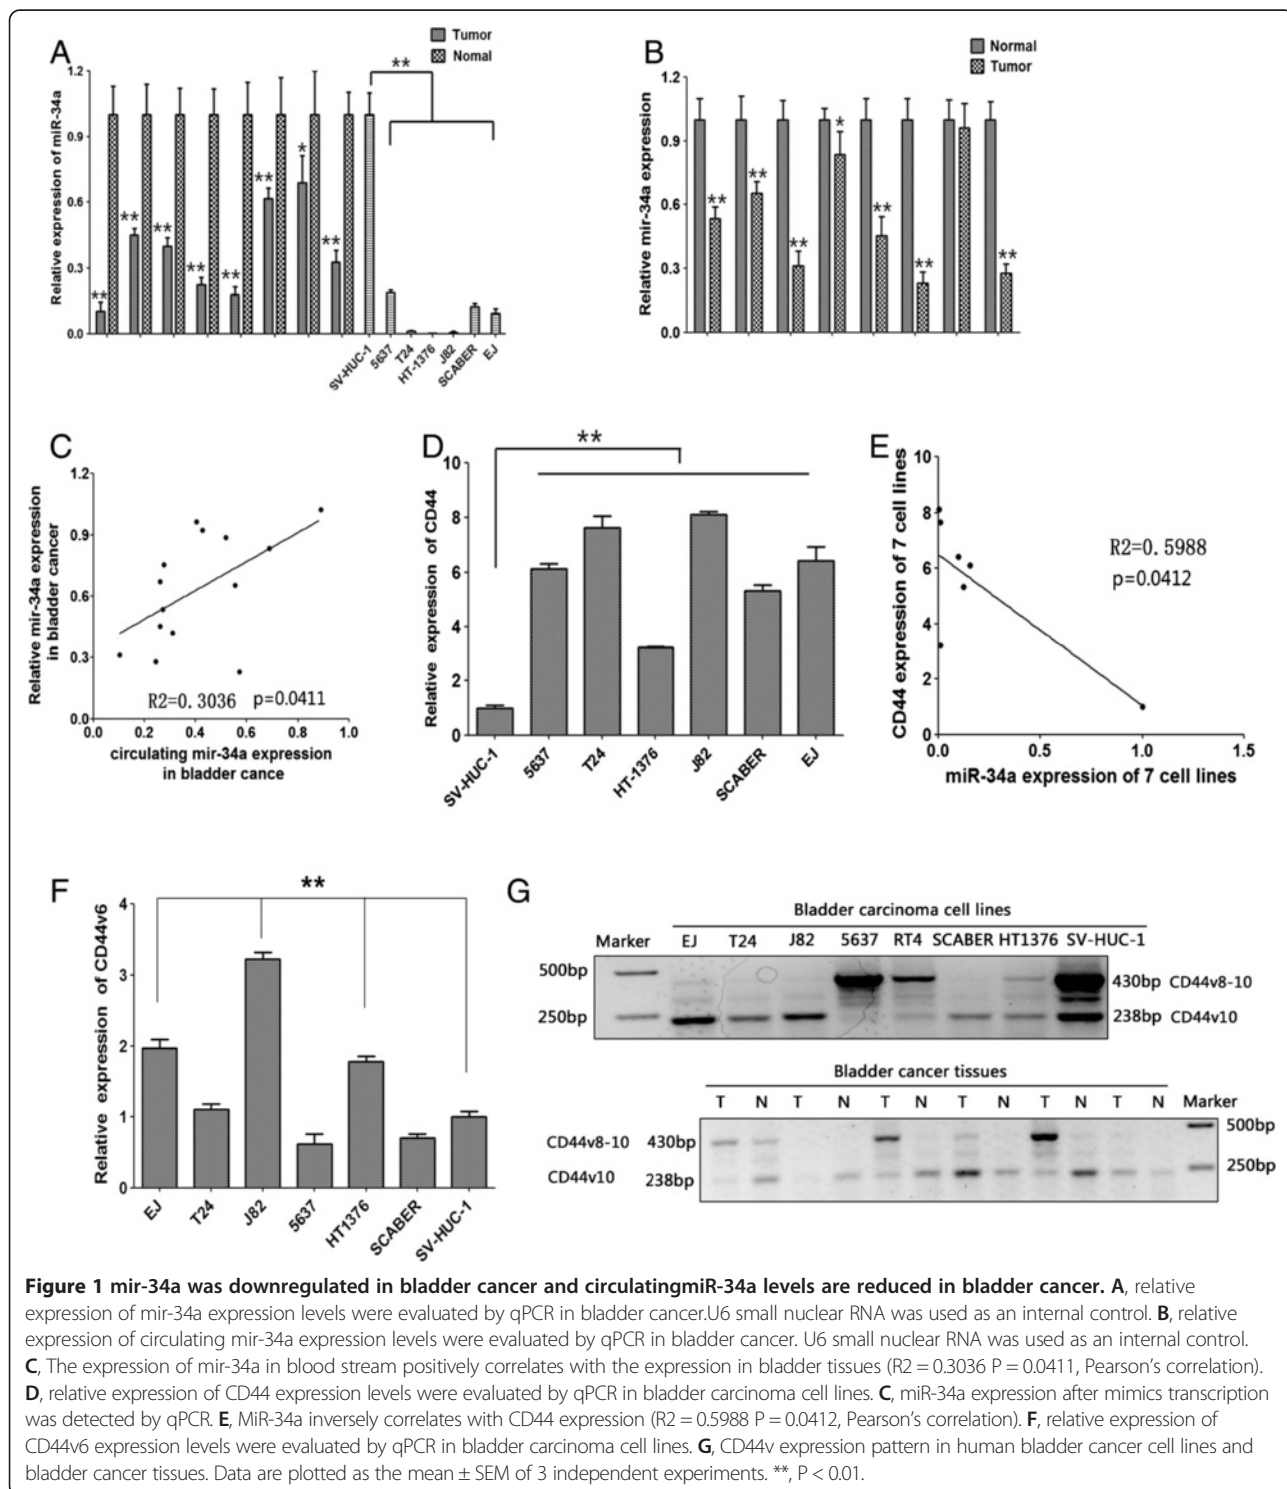 A
Tumor
Nomal
**
Relative expression of miR-34a
1.2
0.9
0.6
0.3
0.0
**
**
**
**
**
**
*
**
SV-HUC-1
5637
T24
HT-1376
J82
SCABER
EJ
B
Normal
Tumor
Relative mir-34a expression
1.2
0.9
0.6
0.3
0.0
**
**
**
*
**
**
**
C
Relative mir-34a expression
in bladder cancer
1.2
0.9
0.6
0.3
0.0
R2=0.3036 p=0.0411
0.0 0.2 0.4 0.6 0.8 1.0
circulating mir-34a expression
in bladder cance
D
**
Relative expression of CD44
10
8
6
4
2
0
SV-HUC-1
5637
T24
HT-1376
J82
SCABER
EJ
E
CD44 expression of 7 cell lines
10
8
6
4
2
0
R2=0.5988
p=0.0412
0.0 0.5 1.0 1.5
miR-34a expression of 7 cell lines
F
**
Relative expression of CD44v6
4
3
2
1
0
EJ
T24
J82
5637
HT1376
SCABER
SV-HUC-1
G
Bladder carcinoma cell lines
Marker EJ T24 J82 5637 RT4 SCABER HT1376 SV-HUC-1
500bp 430bp CD44v8-10
250bp 238bp CD44v10
Bladder cancer tissues
T N T N T N T N T N T N Marker
CD44v8-10 430bp 500bp
CD44v10 238bp 250bp
Figure 1 mir-34a was downregulated in bladder cancer and circulatingmiR-34a levels are reduced in bladder cancer. A, relative
expression of mir-34a expression levels were evaluated by qPCR in bladder cancer.U6 small nuclear RNA was used as an internal control. B, relative
expression of circulating mir-34a expression levels were evaluated by qPCR in bladder cancer. U6 small nuclear RNA was used as an internal control.
C, The expression of mir-34a in blood stream positively correlates with the expression in bladder tissues (R2 = 0.3036 P = 0.0411, Pearson's correlation).
D, relative expression of CD44 expression levels were evaluated by qPCR in bladder carcinoma cell lines. C, miR-34a expression after mimics transcription
was detected by qPCR. E, MiR-34a inversely correlates with CD44 expression (R2 = 0.5988 P = 0.0412, Pearson's correlation). F, relative expression of
CD44v6 expression levels were evaluated by qPCR in bladder carcinoma cell lines. G, CD44v expression pattern in human bladder cancer cell lines and
bladder cancer tissues. Data are plotted as the mean ± SEM of 3 independent experiments. **, P < 0.01.